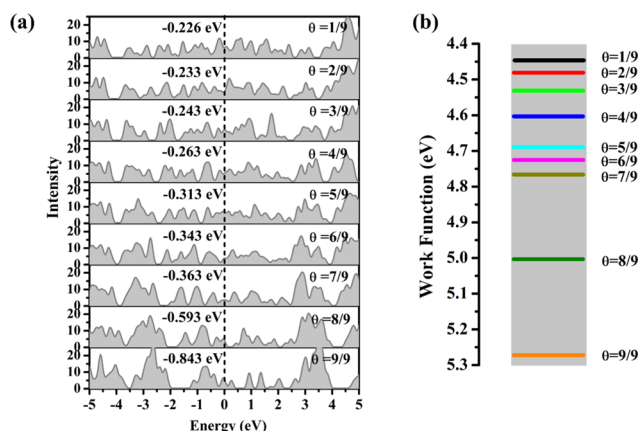 (a)
Intensity
20
10
0
-0.226 eV
θ =1/9
20
10
0
-0.233 eV
θ =2/9
20
10
0
-0.243 eV
θ =3/9
20
10
0
-0.263 eV
θ =4/9
20
10
0
-0.313 eV
θ =5/9
20
10
0
-0.343 eV
θ =6/9
20
10
0
-0.363 eV
θ =7/9
20
10
0
-0.593 eV
θ =8/9
20
10
0
-0.843 eV
θ =9/9
-5 -4 -3 -2 -1 0 1 2 3 4 5
Energy (eV)
(b)
Work Function (eV)
4.4
4.5
4.6
4.7
4.8
4.9
5.0
5.1
5.2
5.3
θ=1/9
θ=2/9
θ=3/9
θ=4/9
θ=5/9
θ=6/9
θ=7/9
θ=8/9
θ=9/9